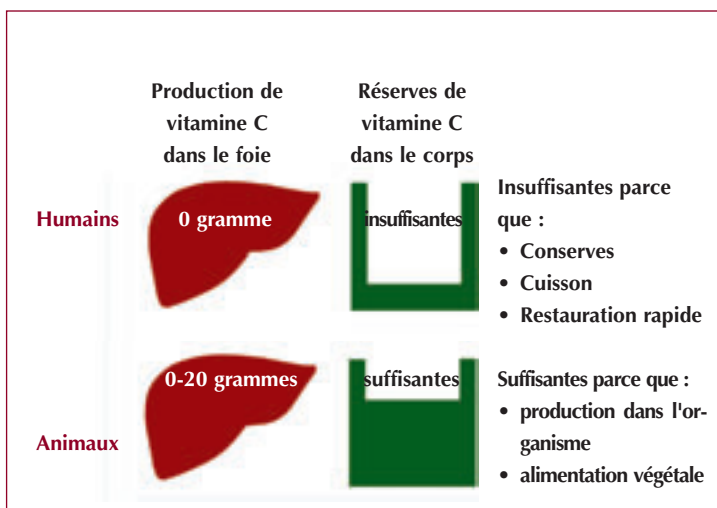 Production de
vitamine C
dans le foie
Réserves de
vitamine C
dans le corps
Humains
0 gramme
insuffisantes
Insuffisantes parce
que :
• Conserves
• Cuisson
• Restauration rapide
Animaux
0-20 grammes
suffisantes
Suffisantes parce que :
• production dans l'or-
ganisme
• alimentation végétale